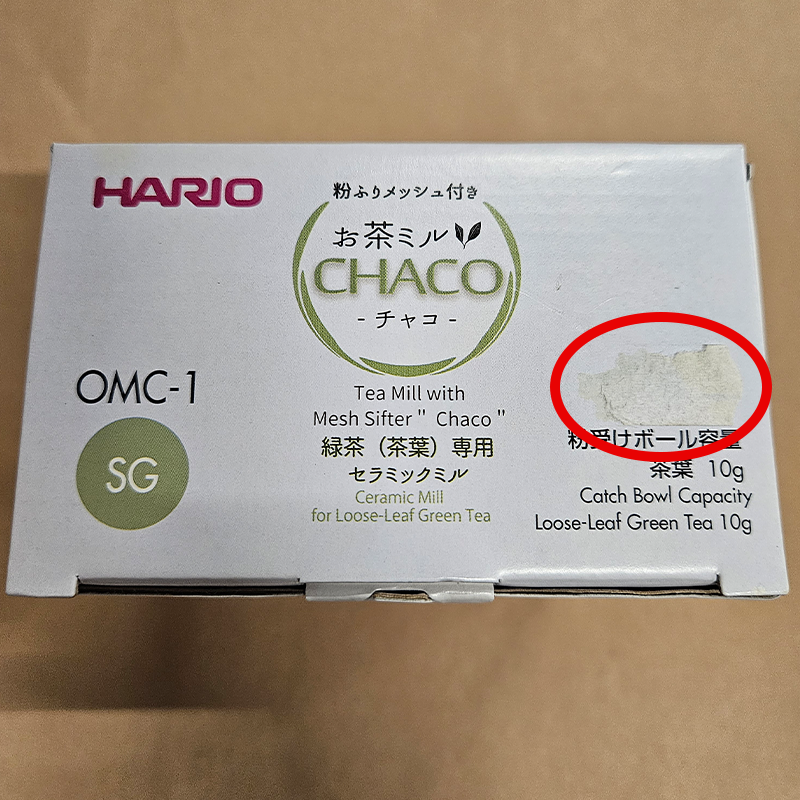 HARIO
粉ふりメッシュ付き
お茶ミル
CHACO
- チャコ -
OMC-1
SG
Tea Mill with
Mesh Sifter " Chaco "
緑茶（茶葉）専用
セラミックミル
Ceramic Mill
for Loose-Leaf Green Tea
粉受けボール容量
茶葉 10g
Catch Bowl Capacity
Loose-Leaf Green Tea 10g